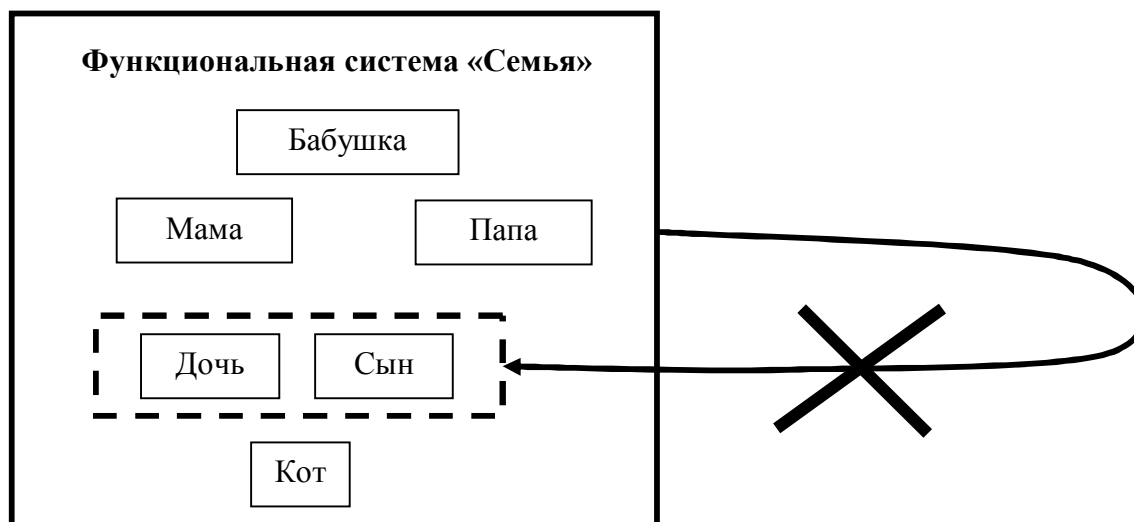 Функциональная система «Семья»
Бабушка
Мама
Папа
Дочь
Сын
Кот